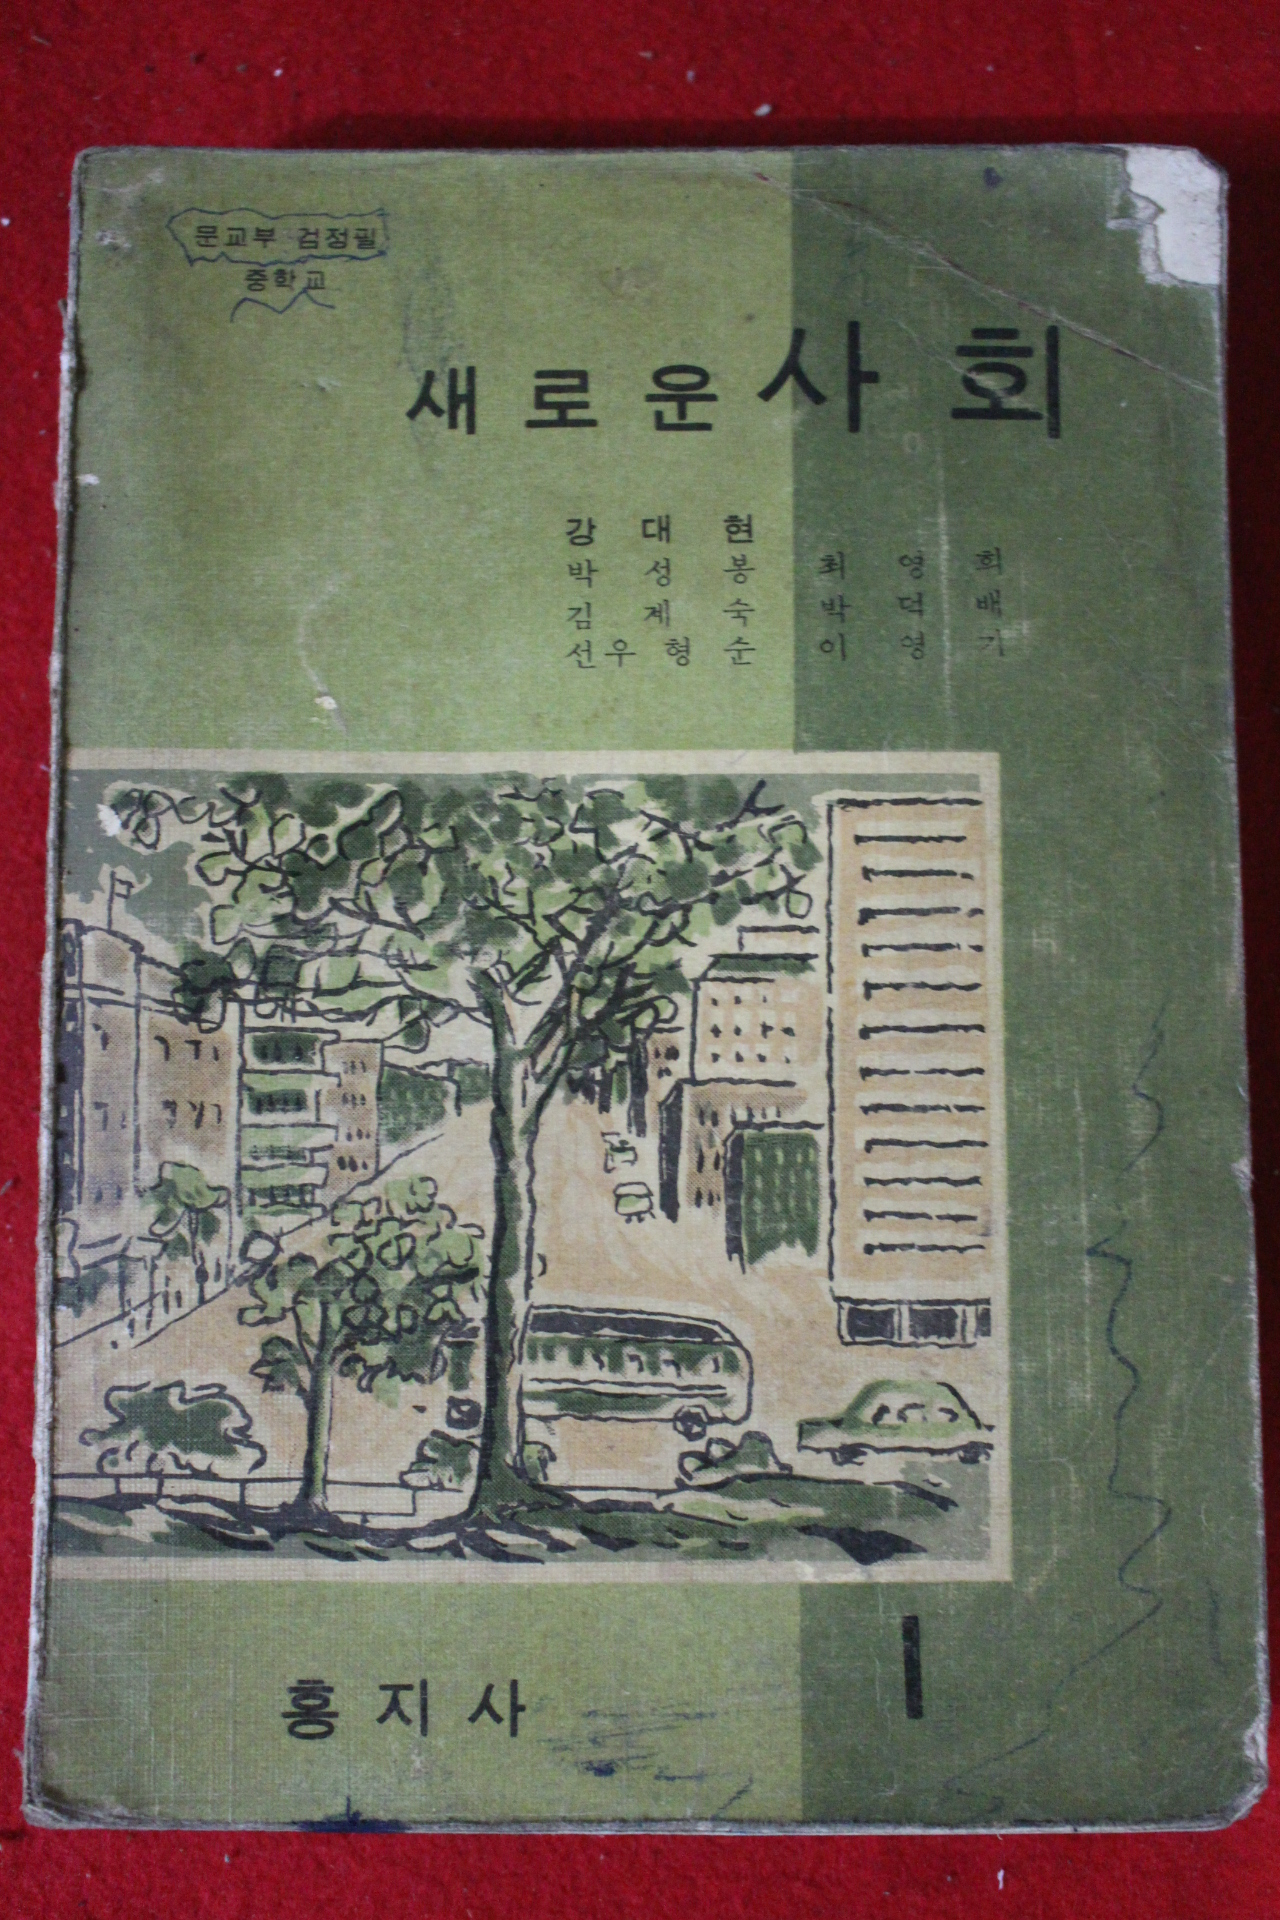 문교부 검정필
중학교
새로운 사회
강대현
박성봉 최영희
김계숙 박덕배
선우형순 이영기
1
홍지사